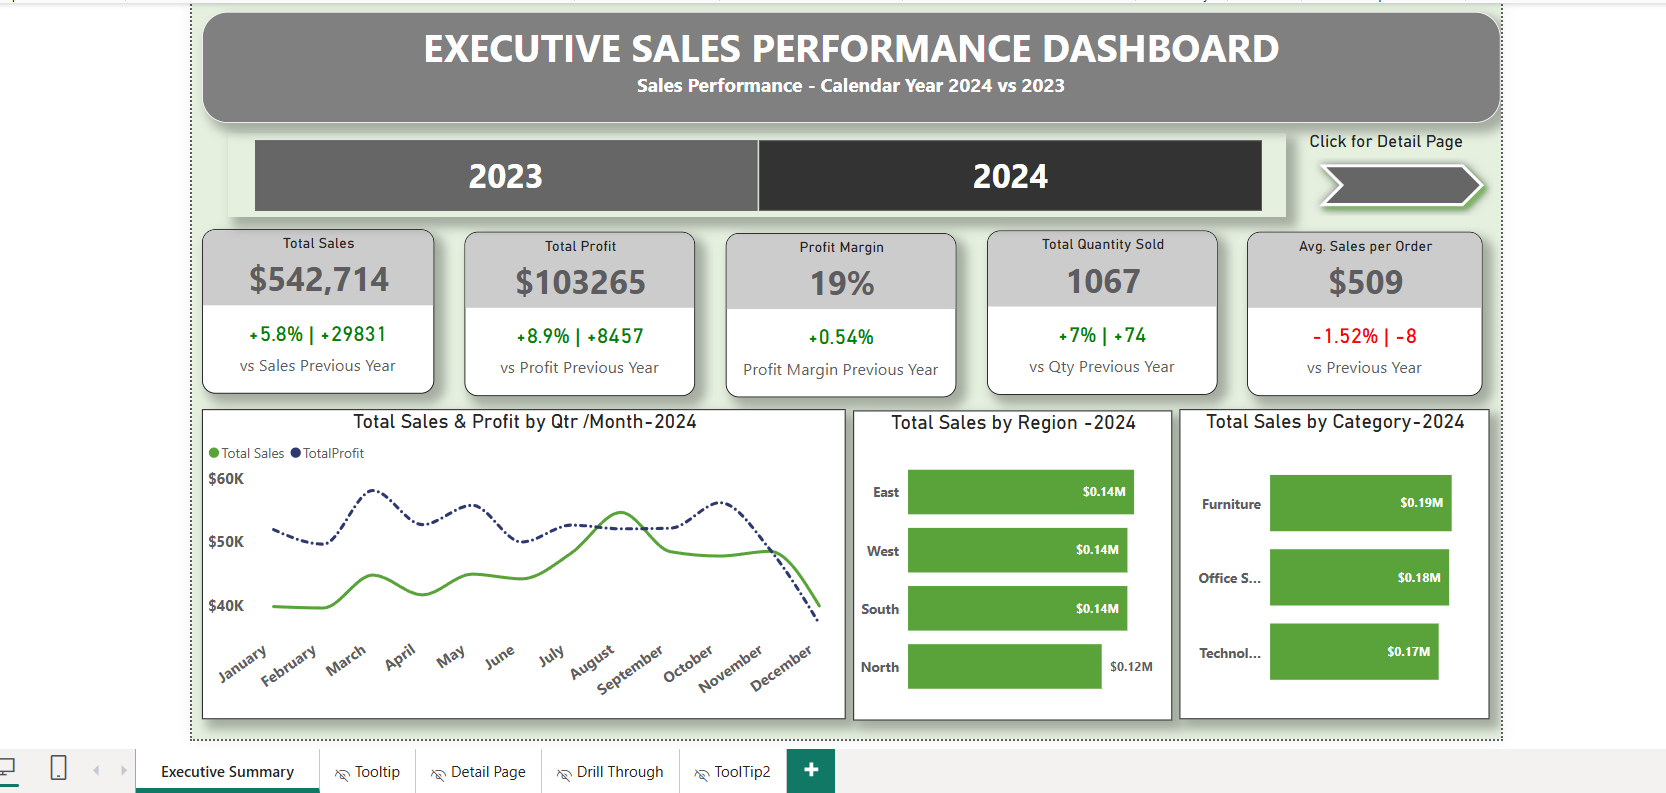 EXECUTIVE SALES PERFORMANCE DASHBOARD
Sales Performance - Calendar Year 2024 vs 2023
2023
2024
Click for Detail Page
Total Sales
$542,714
+5.8% | +29831
vs Sales Previous Year
Total Profit
$103265
+8.9% | +8457
vs Profit Previous Year
Profit Margin
19%
+0.54%
Profit Margin Previous Year
Total Quantity Sold
1067
+7% | +74
vs Qty Previous Year
Avg. Sales per Order
$509
-1.52% | -8
vs Previous Year
Total Sales & Profit by Qtr /Month-2024
Total Sales TotalProfit
$60K
$50K
$40K
January
February
March
April
May
June
July
August
September
October
November
December
Total Sales by Region -2024
East $0.14M
West $0.14M
South $0.14M
North $0.12M
Total Sales by Category-2024
Furniture $0.19M
Office S... $0.18M
Technol... $0.17M
Executive Summary
Tooltip
Detail Page
Drill Through
ToolTip2
+